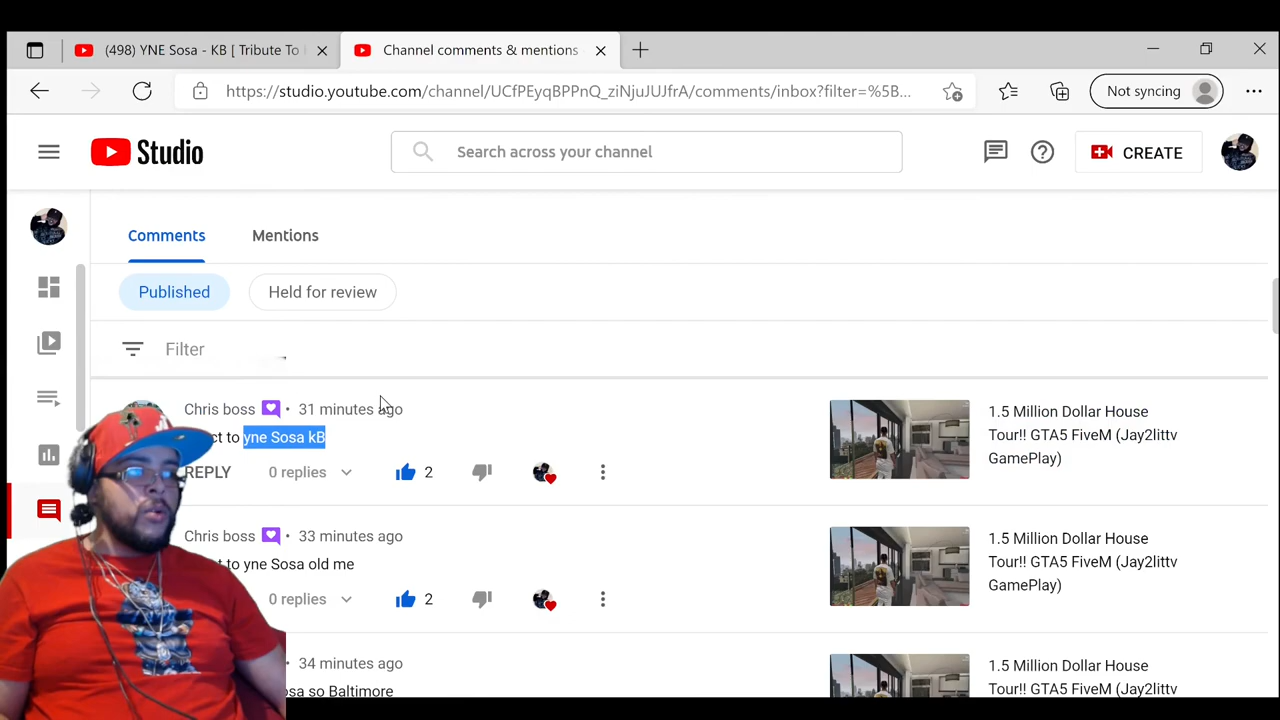 (498) YNE Sosa - KB [ Tribute To
Channel comments & mentions
https://studio.youtube.com/channel/UCfPEyqBPPnQ_ziNjuJUJfrA/comments/inbox?filter=%5B...
Not syncing
Studio
Search across your channel
CREATE
Comments
Mentions
Published
Held for review
Filter
Chris boss • 31 minutes ago
ct to yne Sosa kB
REPLY
0 replies
2
1.5 Million Dollar House
Tour!! GTA5 FiveM (Jay2littv
GamePlay)
Chris boss • 33 minutes ago
to yne Sosa old me
0 replies
2
1.5 Million Dollar House
Tour!! GTA5 FiveM (Jay2littv
GamePlay)
34 minutes ago
osa so Baltimore
1.5 Million Dollar House
Tour!! GTA5 FiveM (Jay2littv